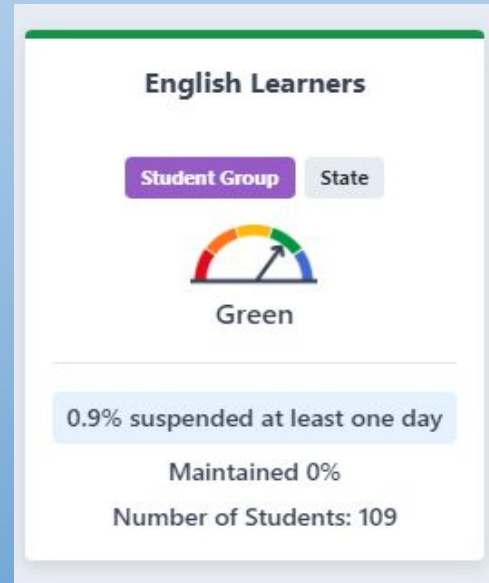 English Learners
Student Group State
Green
0.9% suspended at least one day
Maintained 0%
Number of Students: 109